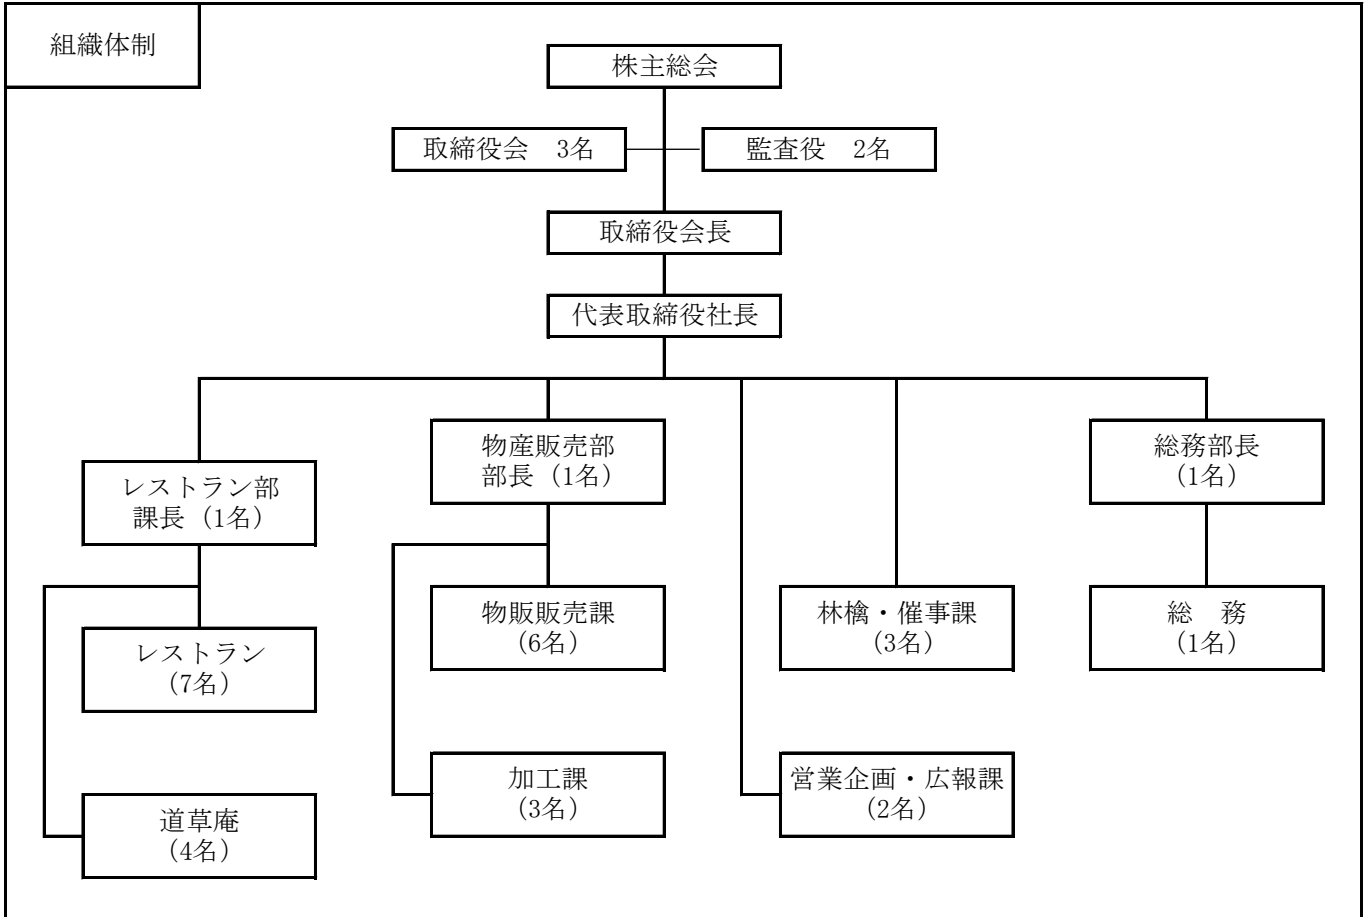 組織体制
株主総会
取締役会　3名
監査役　2名
取締役会長
代表取締役社長
物産販売部
部長（1名）
総務部長
（1名）
レストラン部
課長（1名）
物販販売課
（6名）
林檎・催事課
（3名）
総　務
（1名）
レストラン
（7名）
加工課
（3名）
営業企画・広報課
（2名）
道草庵
（4名）